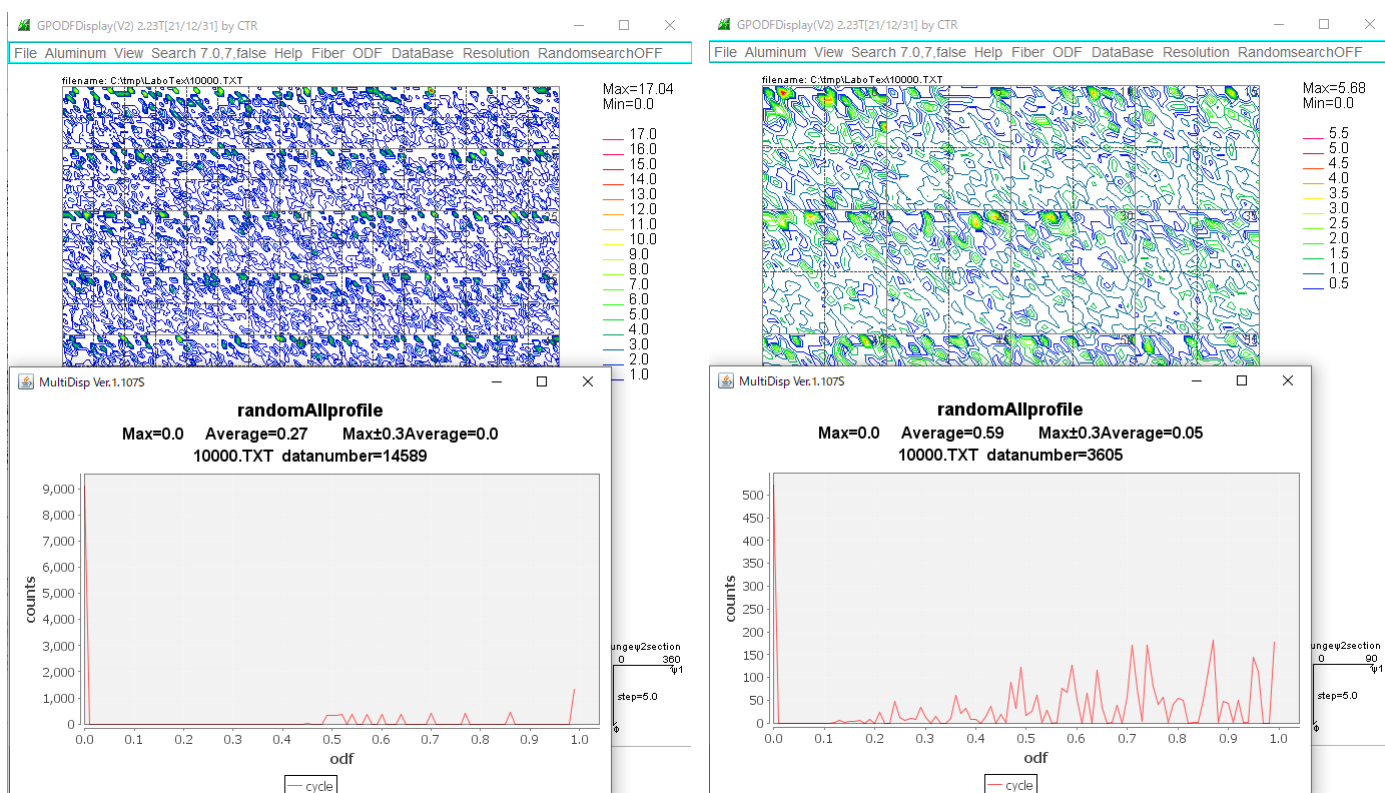 GPODFDisplay(V2) 2.23T[21/12/31] by CTR
File Aluminum View Search 7.0,7,false Help Fiber ODF DataBase Resolution RandomsearchOFF
filename: C:\tmp\LaboTex\10000.TXT
Max=17.04
Min=0.0
17.0
16.0
15.0
14.0
13.0
12.0
11.0
10.0
9.0
8.0
7.0
6.0
5.0
4.0
3.0
2.0
1.0
MultiDisp Ver.1.107S
randomAllprofile
Max=0.0 Average=0.27 Max±0.3Average=0.0
10000.TXT datanumber=14589
9,000
8,000
7,000
6,000
5,000
4,000
3,000
2,000
1,000
0
counts
0.0 0.1 0.2 0.3 0.4 0.5 0.6 0.7 0.8 0.9 1.0
odf
cycle
ungeψ2section
0 360
ψ1
step=5.0
Φ
GPODFDisplay(V2) 2.23T[21/12/31] by CTR
File Aluminum View Search 7.0,7,false Help Fiber ODF DataBase Resolution RandomsearchOFF
filename: C:\tmp\LaboTex\10000.TXT
Max=5.68
Min=0.0
5.5
5.0
4.5
4.0
3.5
3.0
2.5
2.0
1.5
1.0
0.5
MultiDisp Ver.1.107S
randomAllprofile
Max=0.0 Average=0.59 Max±0.3Average=0.05
10000.TXT datanumber=3605
500
450
400
350
300
250
200
150
100
50
0
counts
0.0 0.1 0.2 0.3 0.4 0.5 0.6 0.7 0.8 0.9 1.0
odf
cycle
ungeψ2section
0 90
ψ1
step=5.0
Φ